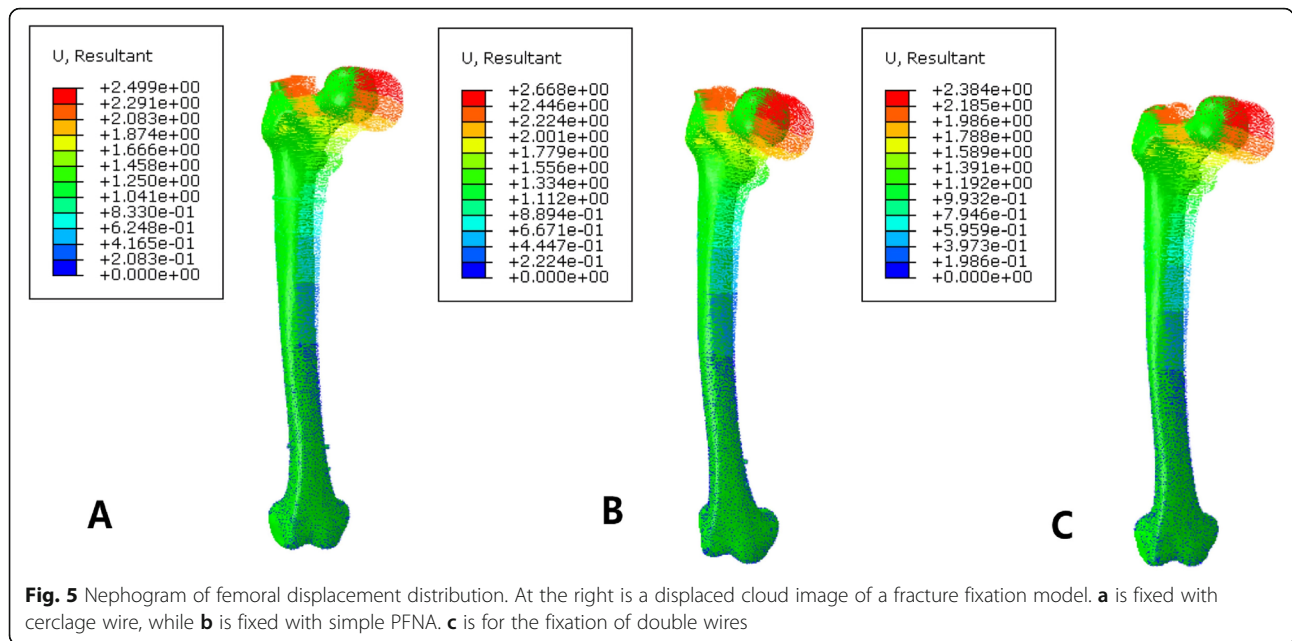 U, Resultant
+2.499e+00
+2.291e+00
+2.083e+00
+1.874e+00
+1.666e+00
+1.458e+00
+1.250e+00
+1.041e+00
+8.330e-01
+6.248e-01
+4.165e-01
+2.083e-01
+0.000e+00
A
U, Resultant
+2.668e+00
+2.446e+00
+2.224e+00
+2.001e+00
+1.779e+00
+1.556e+00
+1.334e+00
+1.112e+00
+8.894e-01
+6.671e-01
+4.447e-01
+2.224e-01
+0.000e+00
B
U, Resultant
+2.384e+00
+2.185e+00
+1.986e+00
+1.788e+00
+1.589e+00
+1.391e+00
+1.192e+00
+9.932e-01
+7.946e-01
+5.959e-01
+3.973e-01
+1.986e-01
+0.000e+00
C
Fig. 5 Nephogram of femoral displacement distribution. At the right is a displaced cloud image of a fracture fixation model. a is fixed with
cerclage wire, while b is fixed with simple PFNA. c is for the fixation of double wires